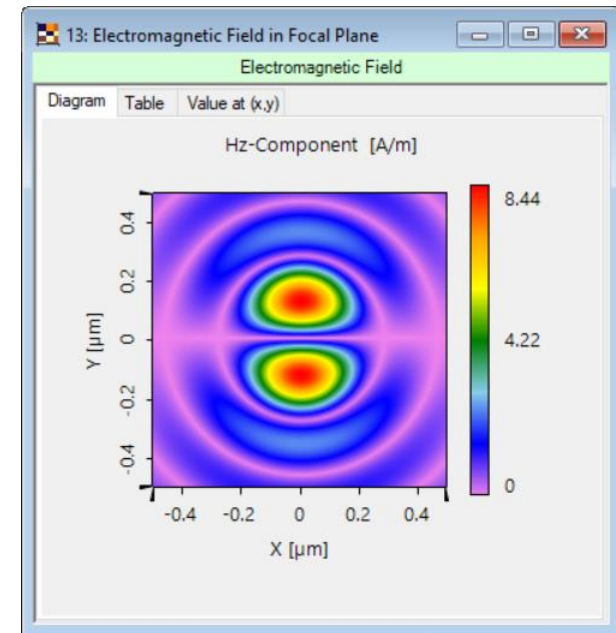 13: Electromagnetic Field in Focal Plane
Electromagnetic Field
Diagram Table Value at (x,y)
Hz-Component [A/m]
8.44
4.22
0
Y [µm]
0.4
0.2
0
-0.2
-0.4
-0.4 -0.2 0 0.2 0.4
X [µm]